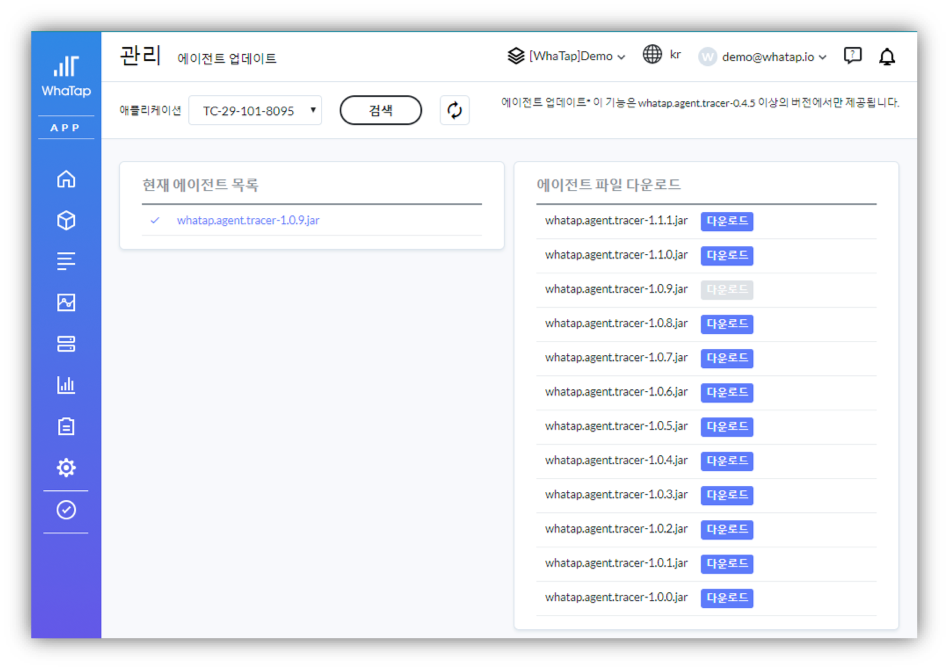 WhaTap
APP
관리 에이전트 업데이트
[WhaTap]Demo
kr
W demo@whatap.io
?
애플리케이션 TC-29-101-8095 검색
에이전트 업데이트* 이 기능은 whatap.agent.tracer-0.4.5 이상의 버전에서만 제공됩니다.
현재 에이전트 목록
whatap.agent.tracer-1.0.9.jar
에이전트 파일 다운로드
whatap.agent.tracer-1.1.1.jar 다운로드
whatap.agent.tracer-1.1.0.jar 다운로드
whatap.agent.tracer-1.0.9.jar 다운로드
whatap.agent.tracer-1.0.8.jar 다운로드
whatap.agent.tracer-1.0.7.jar 다운로드
whatap.agent.tracer-1.0.6.jar 다운로드
whatap.agent.tracer-1.0.5.jar 다운로드
whatap.agent.tracer-1.0.4.jar 다운로드
whatap.agent.tracer-1.0.3.jar 다운로드
whatap.agent.tracer-1.0.2.jar 다운로드
whatap.agent.tracer-1.0.1.jar 다운로드
whatap.agent.tracer-1.0.0.jar 다운로드